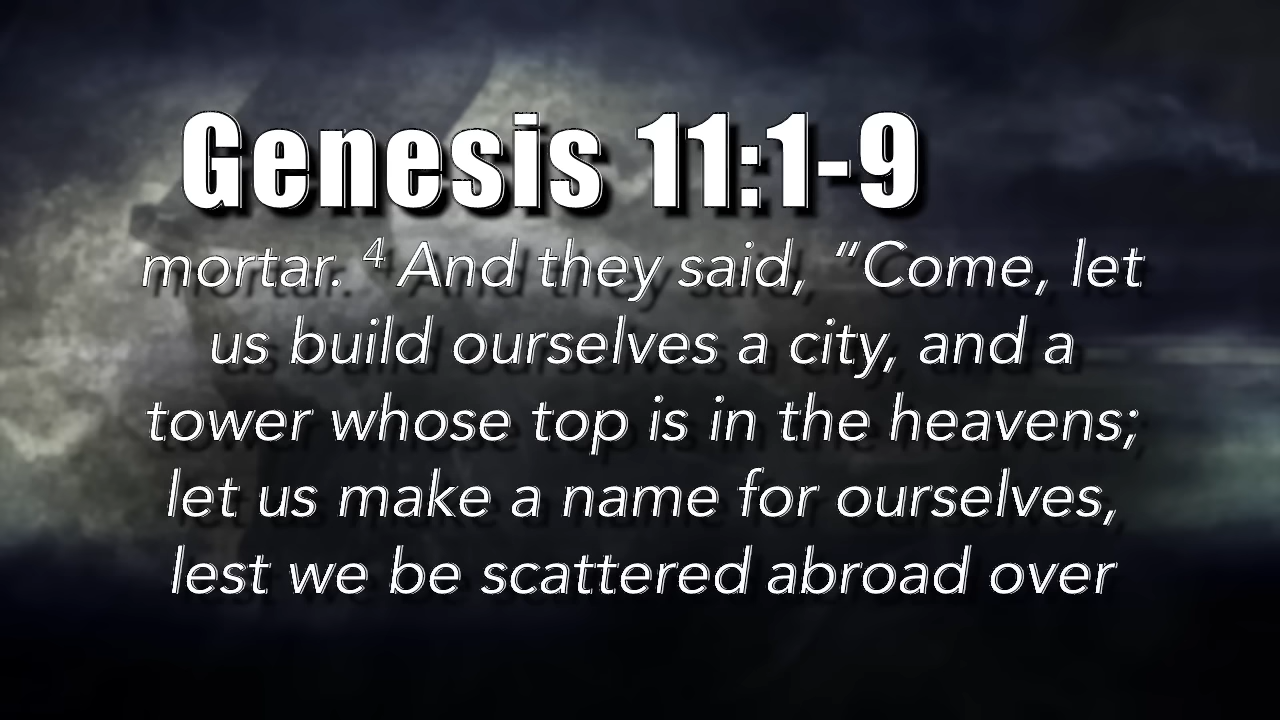 Genesis 11:1-9
mortar. ⁴ And they said, “Come, let
us build ourselves a city, and a
tower whose top is in the heavens;
let us make a name for ourselves,
lest we be scattered abroad over